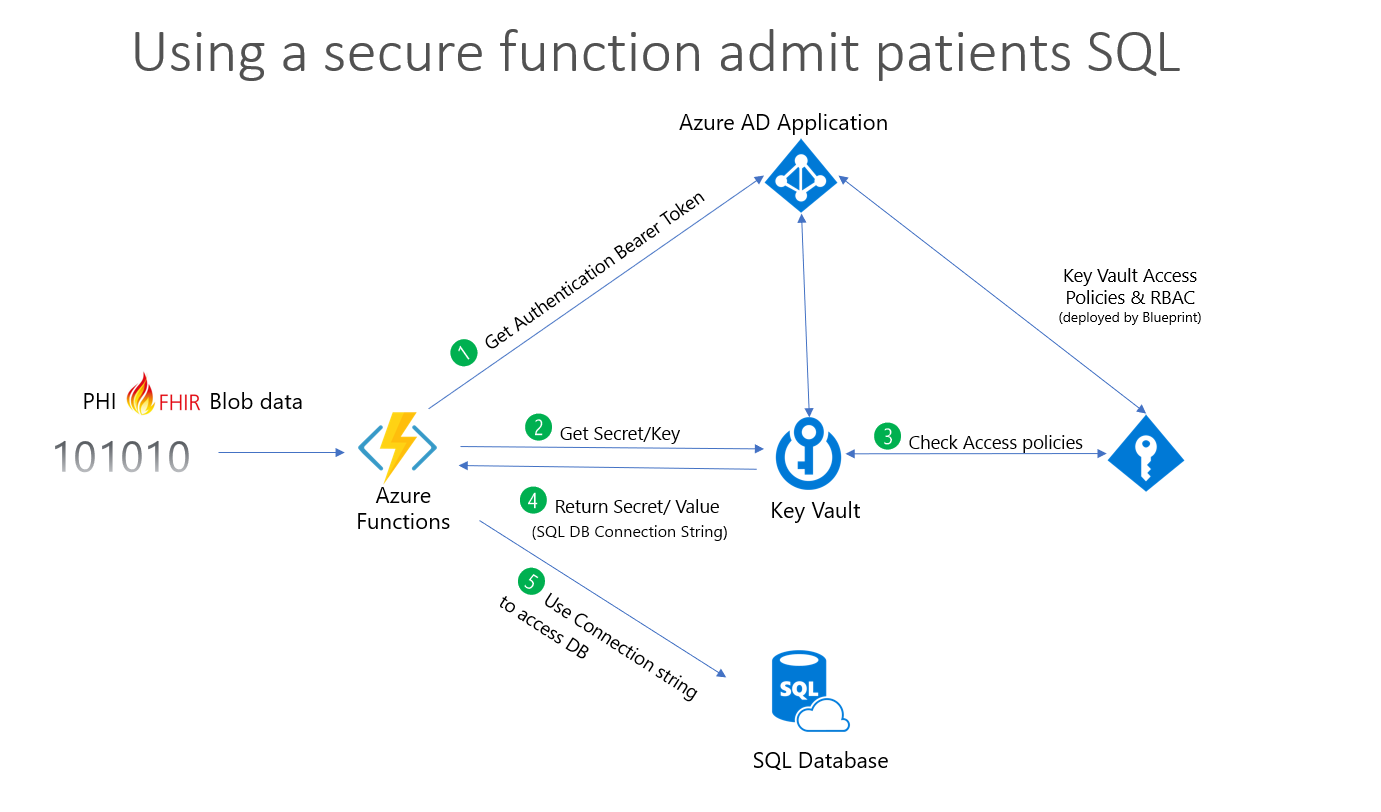 Using a secure function admit patients SQL
Azure AD Application
1 Get Authentication Bearer Token
Key Vault Access
Policies & RBAC
(deployed by Blueprint)
PHI FHIR Blob data
101010
2 Get Secret/Key
3 Check Access policies
Azure
Functions
4 Return Secret/ Value
(SQL DB Connection String)
Key Vault
5 Use Connection string
to access DB
SQL
SQL Database